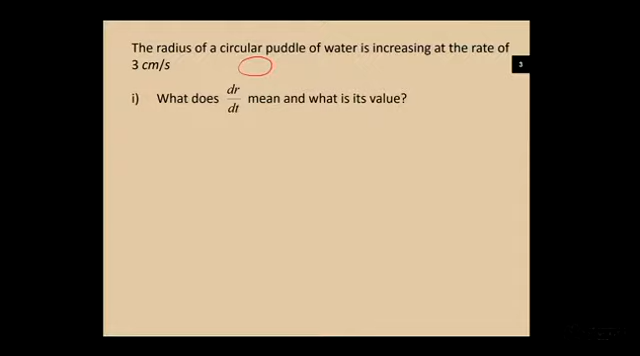 The radius of a circular puddle of water is increasing at the rate of
3 cm/s
3
i) What does dr/dt mean and what is its value?